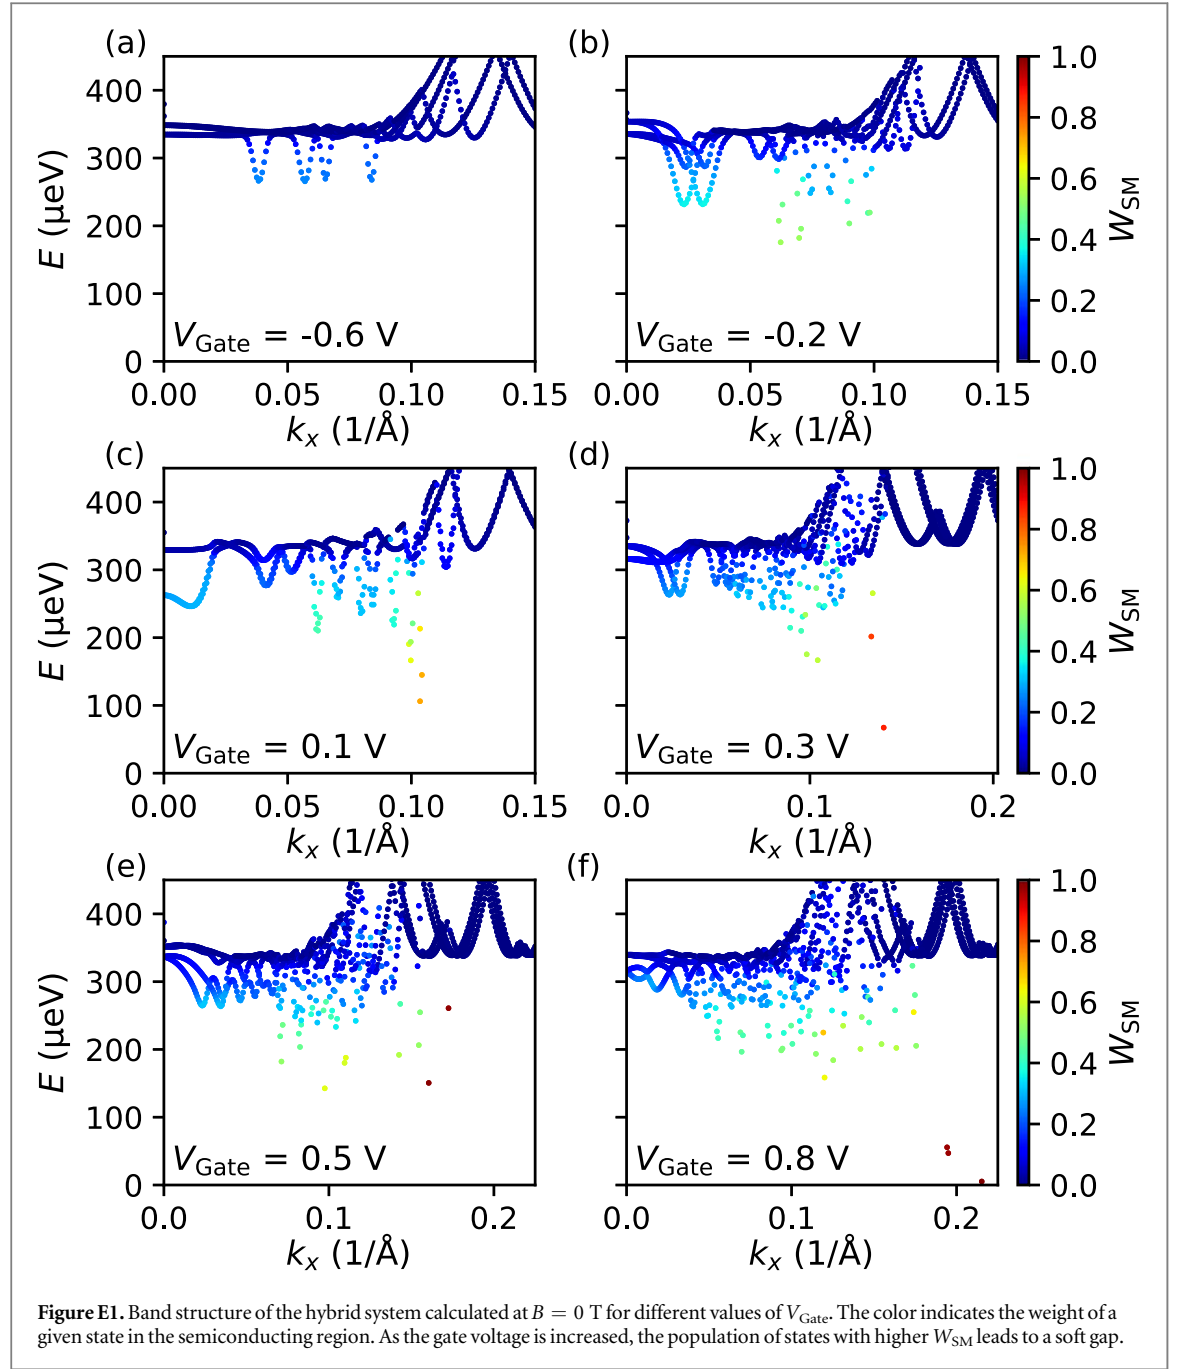 (a)
400
300
200
100
0
E (μeV)
V_Gate = -0.6 V
0.00 0.05 0.10 0.15
k_x (1/Å)
(b)
V_Gate = -0.2 V
0.00 0.05 0.10 0.15
k_x (1/Å)
1.0
0.8
0.6
0.4
0.2
0.0
W_SM
(c)
400
300
200
100
0
E (μeV)
V_Gate = 0.1 V
0.00 0.05 0.10 0.15
k_x (1/Å)
(d)
V_Gate = 0.3 V
0.0 0.1 0.2
k_x (1/Å)
1.0
0.8
0.6
0.4
0.2
0.0
W_SM
(e)
400
300
200
100
0
E (μeV)
V_Gate = 0.5 V
0.0 0.1 0.2
k_x (1/Å)
(f)
V_Gate = 0.8 V
0.0 0.1 0.2
k_x (1/Å)
1.0
0.8
0.6
0.4
0.2
0.0
W_SM
Figure E1. Band structure of the hybrid system calculated at B = 0 T for different values of V_Gate. The color indicates the weight of a
given state in the semiconducting region. As the gate voltage is increased, the population of states with higher W_SM leads to a soft gap.